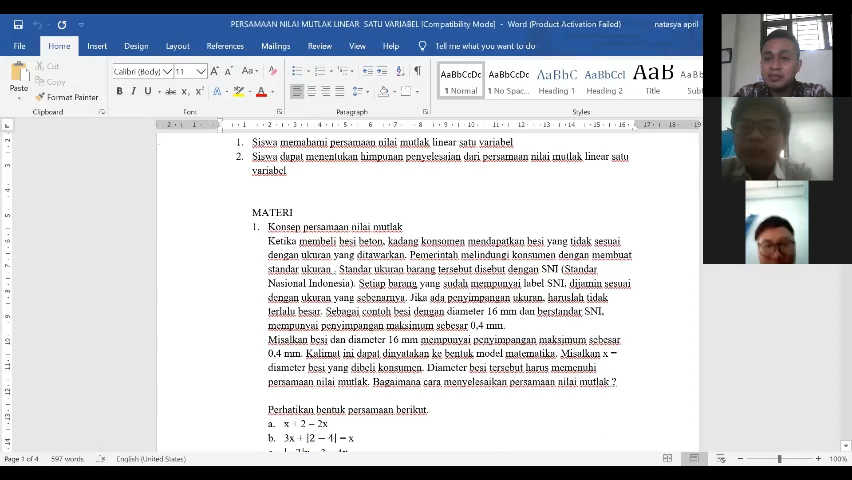 PERSAMAAN NILAI MUTLAK LINEAR SATU VARIABEL [Compatibility Mode] - Word (Product Activation Failed)
natasya april
File Home Insert Design Layout References Mailings Review View Help Tell me what you want to do
Paste
Cut
Copy
Format Painter
Clipboard
Calibri (Body) 11
Font
Paragraph
AaBbCcDc AaBbCcDc AaBbC AaBbCcI AaB AaBb
1 Normal 1 No Spac... Heading 1 Heading 2 Title Sub
Styles
1. Siswa memahami persamaan nilai mutlak linear satu variabel
2. Siswa dapat menentukan himpunan penyelesaian dari persamaan nilai mutlak linear satu
variabel
MATERI
1. Konsep persamaan nilai mutlak
Ketika membeli besi beton, kadang konsomen mendapatkan besi yang tidak sesuai
dengan ukuran yang ditawarkan. Pemerintah melindungi konsumen dengan membuat
standar ukuran . Standar ukuran barang tersebut disebut dengan SNI (Standar
Nasional Indonesia). Setiap barang yang sudah mempunyai label SNI, dijamin sesuai
dengan ukuran yang sebenarnya. Jika ada penyimpangan ukuran, haruslah tidak
terlalu besar. Sebagai contoh besi dengan diameter 16 mm dan berstandar SNI,
mempunyai penyimpangan maksimum sebesar 0,4 mm.
Misalkan besi dan diameter 16 mm mempunyai penyimpangan maksimum sebesar
0,4 mm. Kalimat ini dapat dinyatakan ke bentuk model matematika. Misalkan x =
diameter besi yang dibeli konsumen. Diameter besi tersebut harus memenuhi
persamaan nilai mutlak. Bagaimana cara menyelesaikan persamaan nilai mutlak ?
Perhatikan bentuk persamaan berikut.
a. x + 2 – 2x
b. 3x + |2 – 4| = x
Page 1 of 4 597 words English (United States) 100%